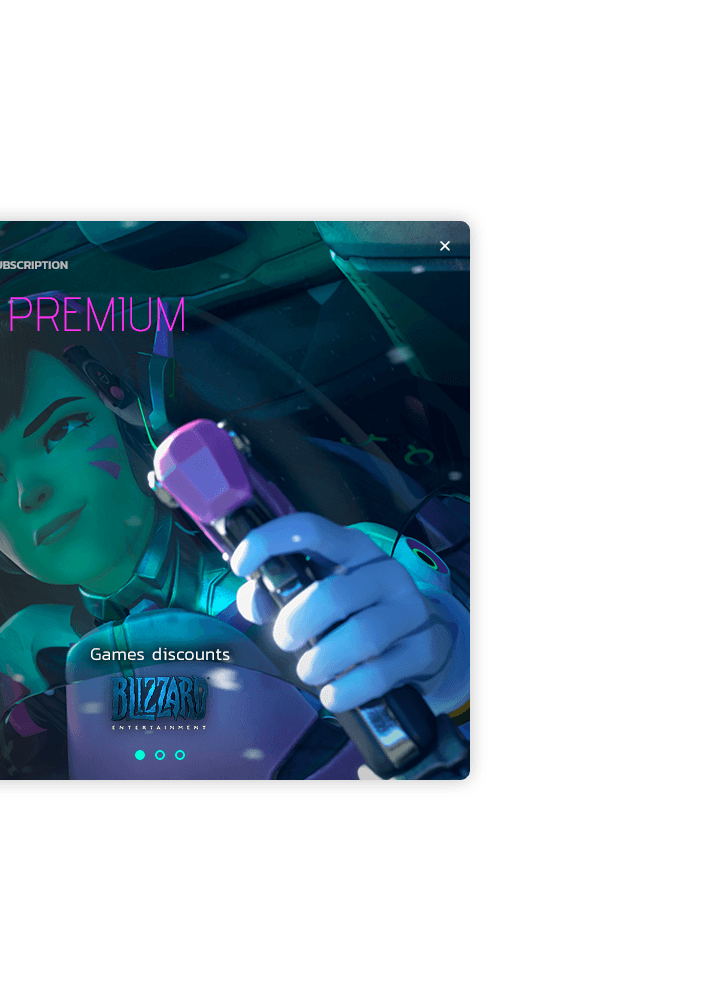 UBSCRIPTION
PREMIUM
Games discounts
BLIZZARD
ENTERTAINMENT